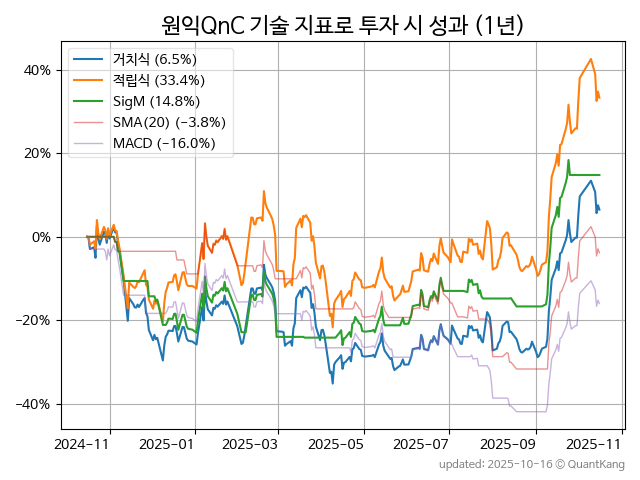 원익QnC 기술 지표로 투자 시 성과 (1년)
거치식 (6.5%)
적립식 (33.4%)
SigM (14.8%)
SMA(20) (−3.8%)
MACD (−16.0%)
40%
20%
0%
−20%
−40%
2024-11 2025-01 2025-03 2025-05 2025-07 2025-09 2025-11
updated: 2025-10-16 ⓒ QuantKang